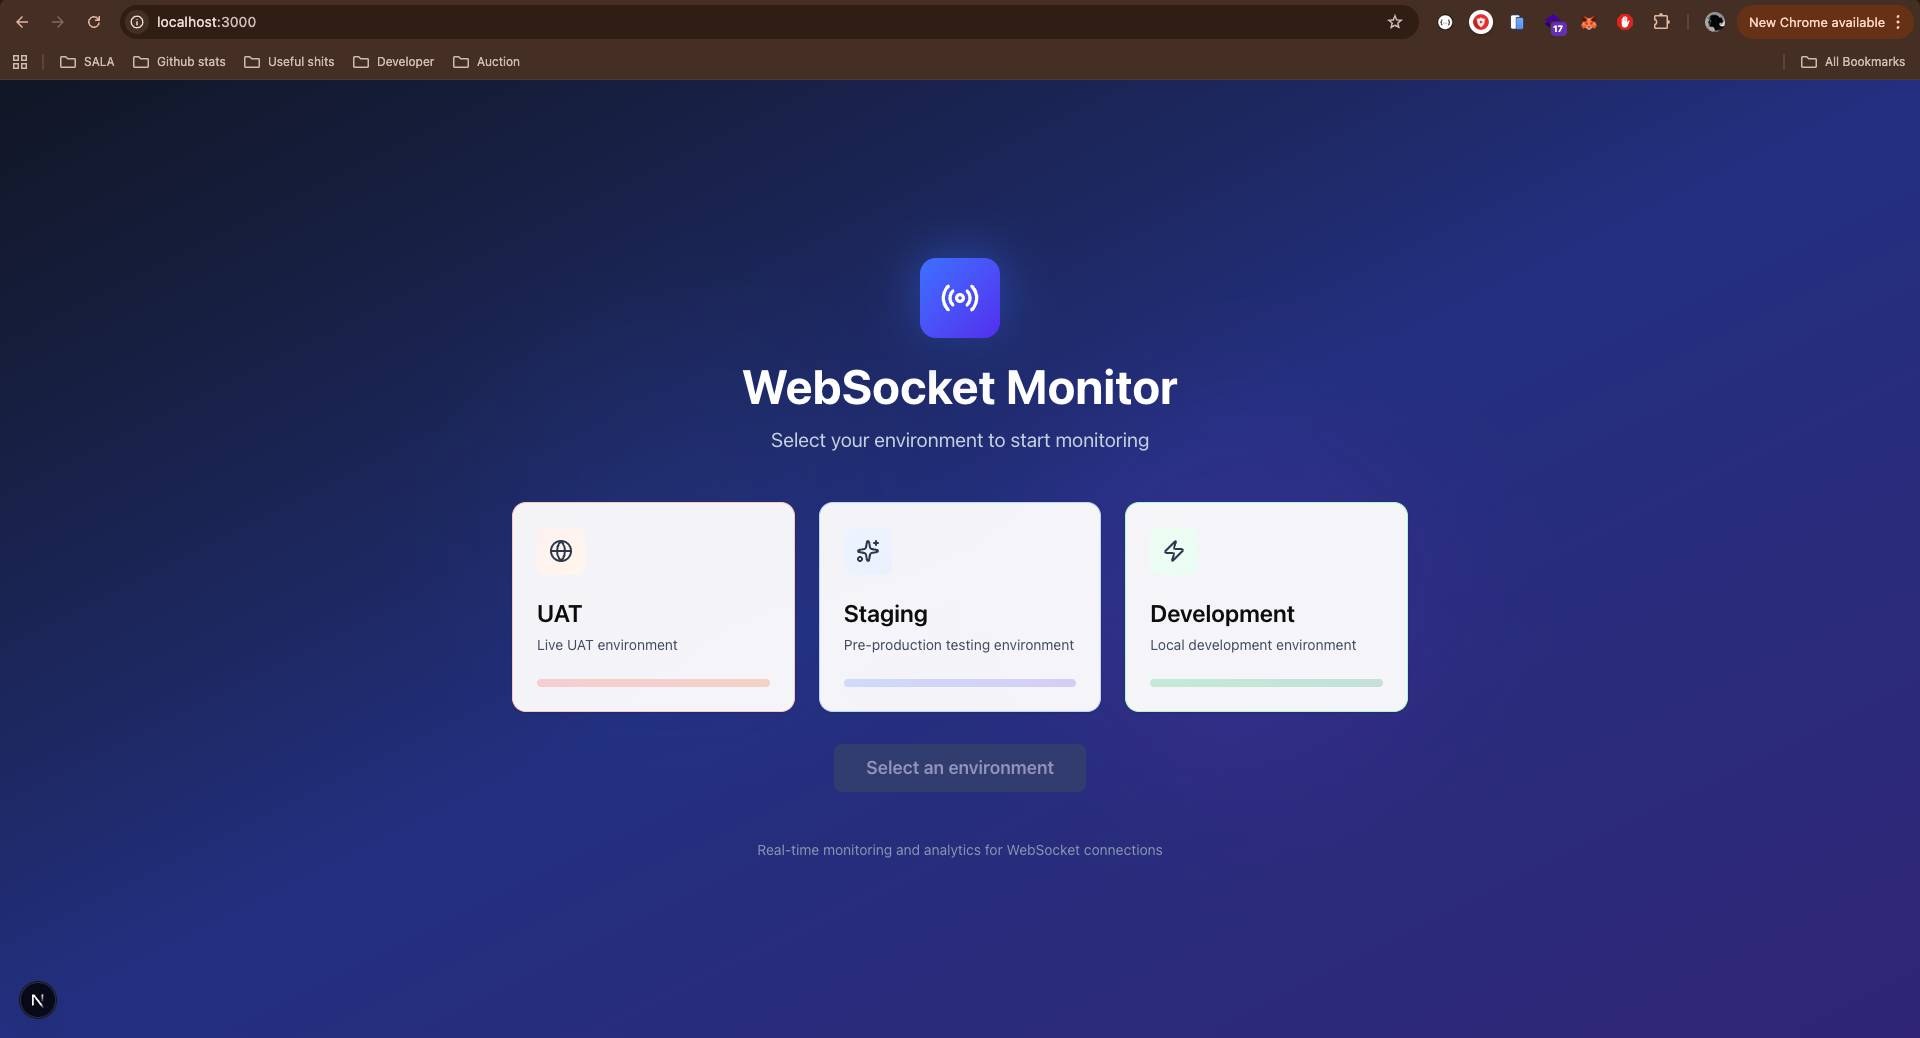 localhost:3000
17
New Chrome available
SALA
Github stats
Useful shits
Developer
Auction
All Bookmarks
WebSocket Monitor
Select your environment to start monitoring
UAT
Live UAT environment
Staging
Pre-production testing environment
Development
Local development environment
Select an environment
Real-time monitoring and analytics for WebSocket connections
N